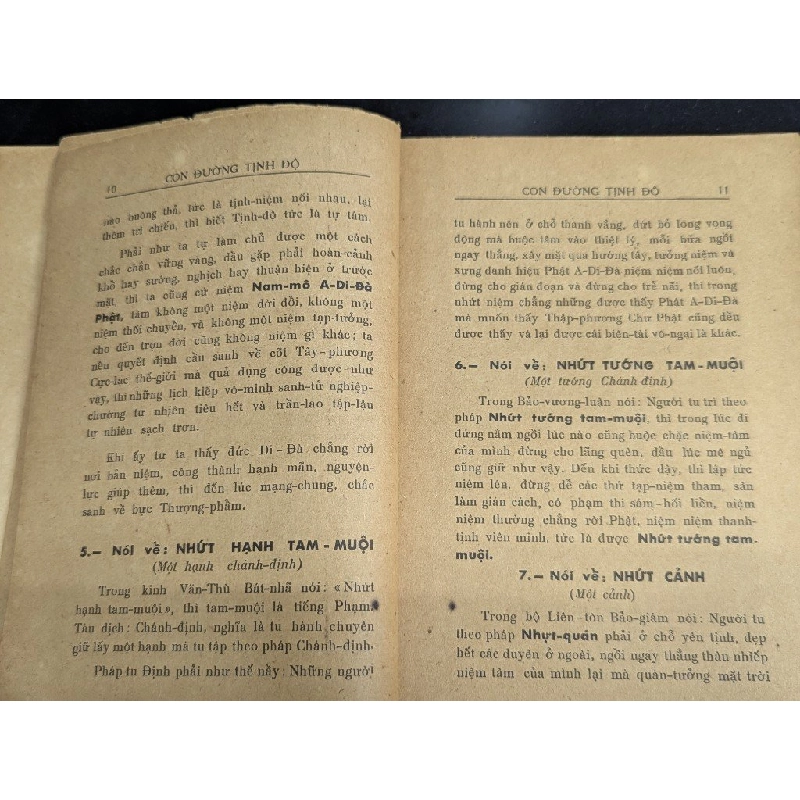 10 CON ĐƯỜNG TỊNH ĐỘ
nào buông thả, tức là tịnh-niệm nối nhau, lại
thêm trí chiếu, thì biết Tịnh-độ tức là tự tâm.
Phải như ta tự làm chủ được một cách
chắc chắn vững vàng, dầu gặp phải hoàn-cảnh
khổ hay sướng, nghịch hay thuận hiện ở trước
mắt, thì ta cũng cứ niệm Nam-mô A-Di-Đà
Phật, tâm không một niệm dời đổi, không một
niệm thối chuyển, và không một niệm tạp-tưởng,
cho đến trọn đời cũng không niệm gì khác; ta
nên quyết định cầu sanh về cõi Tây-phương
Cực-lạc thế-giới mà quả dụng công được như
vậy, thì những lịch kiếp vô-minh sanh-tử nghiệp-
chướng tự nhiên tiêu hết và trần-lao tập-lậu
tự nhiên sạch trơn.
Khi ấy tự ta thấy đức Di-Đà chẳng rời
nơi bản niệm, công thành hạnh mãn, nguyện-
lực giúp thêm, thì đến lúc mạng-chung, chắc
sanh về bực Thượng-phẩm.
5.— Nói về: NHỨT HẠNH TAM-MUỘI
(Một hạnh chánh-định)
Trong kinh Văn-Thù Bát-nhã nói: «Nhứt
hạnh tam-muội», thì tam-muội là tiếng Phạm.
Tàu dịch: Chánh-định, nghĩa là tu hành chuyên
giữ lấy một hạnh mà tu tập theo pháp Chánh-định.
Pháp tu Định phải như thế nầy: Những người
CON ĐƯỜNG TỊNH ĐỘ 11
tu hành nên ở chỗ thanh vắng, dứt bỏ lòng vọng
động mà buộc tâm vào thiệt lý, mỗi bữa ngồi
ngay thẳng, xây mặt qua hướng tây, tưởng niệm và
xưng danh hiệu Phật A-Di-Đà niệm niệm nối luôn,
đừng cho gián đoạn và đừng cho trễ nải, thì trong
nhứt niệm chẳng những được thấy Phật A-Di-Đà
mà muốn thấy Thập-phương Chư Phật cũng đều
được thấy và lại được cái biện-tài vô-ngại là khác.
6.— Nói về: NHỨT TƯỚNG TAM-MUỘI
(Một tướng Chánh định)
Trong Bảo-vương-luận nói: Người tu trì theo
pháp Nhứt tướng tam-muội, thì trong lúc đi
đứng nằm ngồi lúc nào cũng buộc chặc niệm-tâm
của mình đừng cho lãng quên, dầu lúc mê ngủ
cũng giữ như vậy. Đến khi thức dậy, thì lập tức
niệm lên, đừng để các thứ tạp-niệm tham, sân
làm gián cách, có phạm thì sám-hối liền, niệm
niệm thường chẳng rời Phật, niệm niệm thanh-
tịnh viên minh, tức là được Nhứt tướng tam-
muội.
7.— Nói về: NHỨT CẢNH
(Một cảnh)
Trong bộ Liên-tôn Bảo-giám nói: Người tu
theo pháp Nhựt-quán phải ở chỗ yên tịnh, dẹp
hết các duyên ở ngoài, ngồi ngay thẳng thâu nhiếp
niệm tâm của mình lại mà quán-tưởng mặt trời